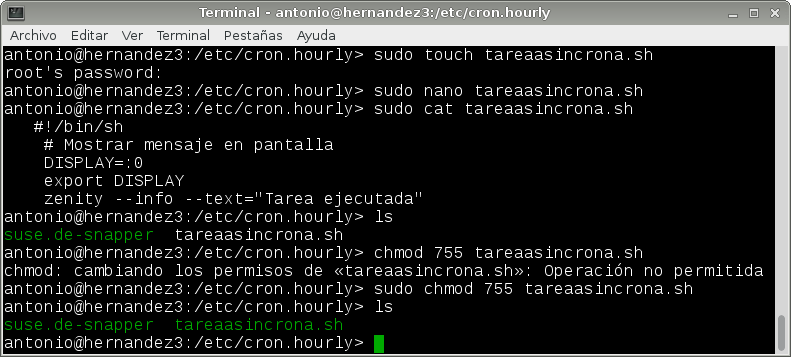 Terminal - antonio@hernandez3:/etc/cron.hourly
Archivo Editar Ver Terminal Pestañas Ayuda
antonio@hernandez3:/etc/cron.hourly> sudo touch tareaasincrona.sh
root's password:
antonio@hernandez3:/etc/cron.hourly> sudo nano tareaasincrona.sh
antonio@hernandez3:/etc/cron.hourly> sudo cat tareaasincrona.sh
   #!/bin/sh
    # Mostrar mensaje en pantalla
    DISPLAY=:0
    export DISPLAY
    zenity --info --text="Tarea ejecutada"
antonio@hernandez3:/etc/cron.hourly> ls
suse.de-snapper  tareaasincrona.sh
antonio@hernandez3:/etc/cron.hourly> chmod 755 tareaasincrona.sh
chmod: cambiando los permisos de «tareaasincrona.sh»: Operación no permitida
antonio@hernandez3:/etc/cron.hourly> sudo chmod 755 tareaasincrona.sh
antonio@hernandez3:/etc/cron.hourly> ls
suse.de-snapper  tareaasincrona.sh
antonio@hernandez3:/etc/cron.hourly>